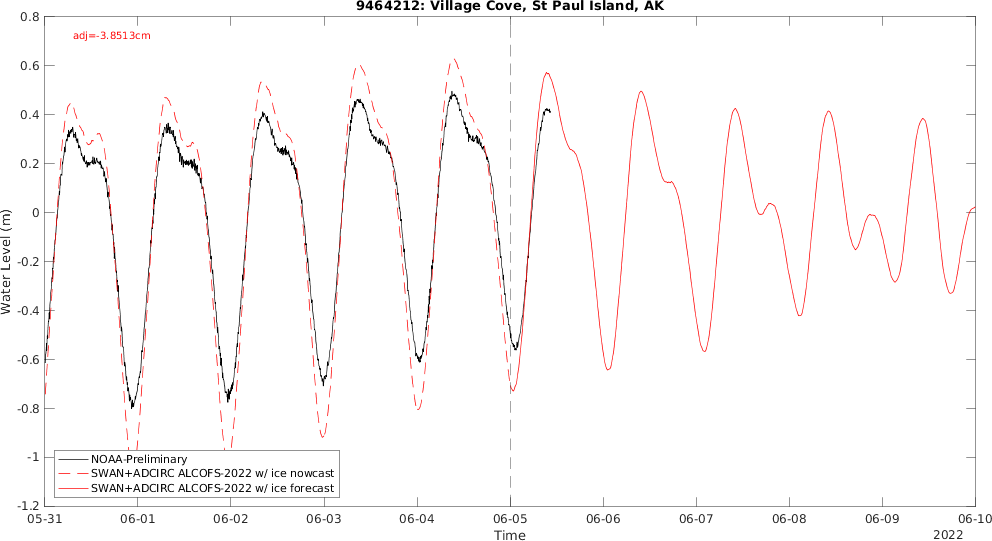 9464212: Village Cove, St Paul Island, AK
adj=-3.8513cm
0.8
0.6
0.4
0.2
0
-0.2
-0.4
-0.6
-0.8
-1
-1.2
Water Level (m)
NOAA-Preliminary
SWAN+ADCIRC ALCOFS-2022 w/ ice nowcast
SWAN+ADCIRC ALCOFS-2022 w/ ice forecast
05-31 06-01 06-02 06-03 06-04 06-05 06-06 06-07 06-08 06-09 06-10
Time
2022